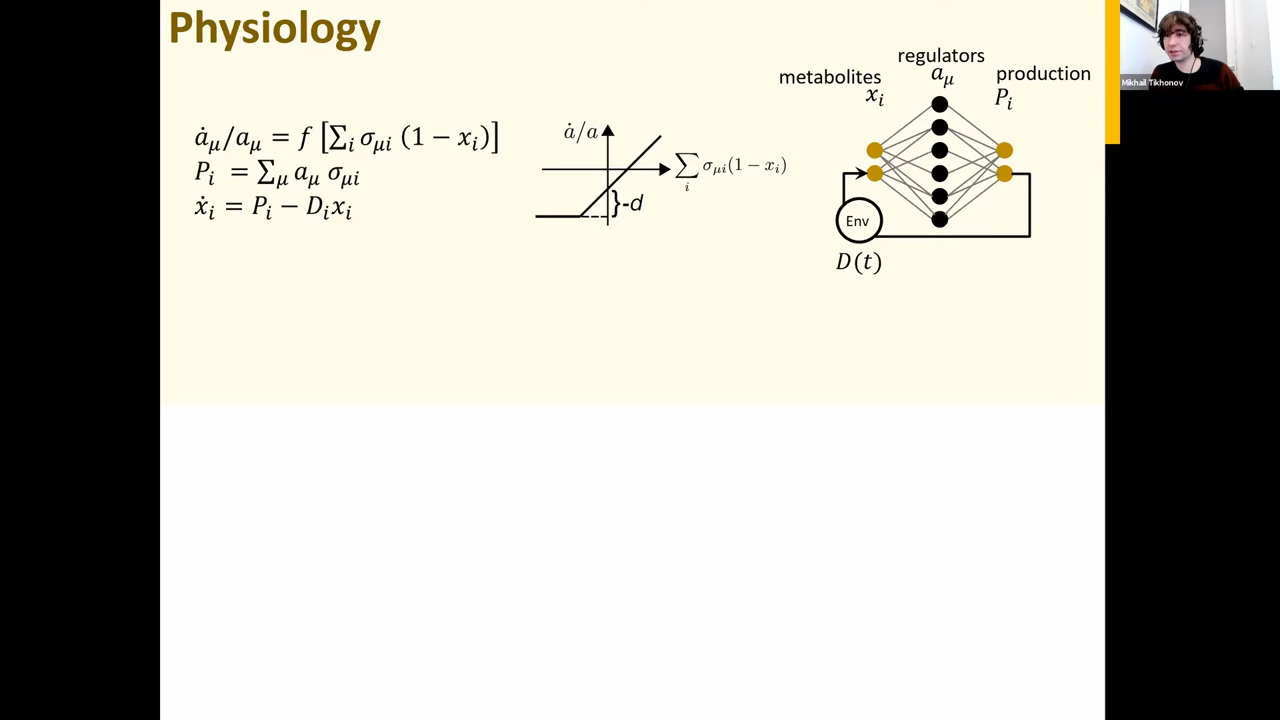 Physiology
ȧ_μ/a_μ = f [∑_i σ_μi (1 − x_i)]
P_i = ∑_μ a_μ σ_μi
ẋ_i = P_i − D_i x_i
ȧ/a
∑_i σ_μi(1 − x_i)
}-d
metabolites
x_i
regulators
a_μ
production
P_i
Env
D(t)
Mikhail Tikhonov